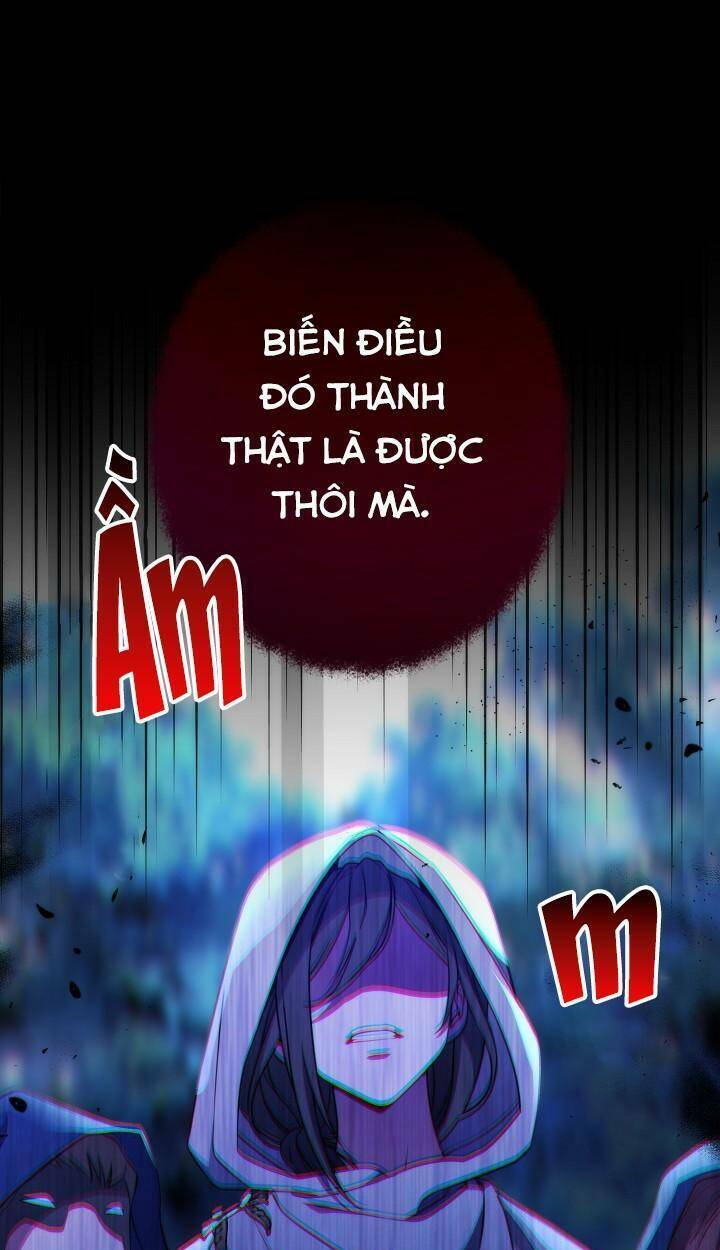 BIẾN ĐIỀU
ĐÓ THÀNH
THẬT LÀ ĐƯỢC
THÔI MÀ.
Ầm
m